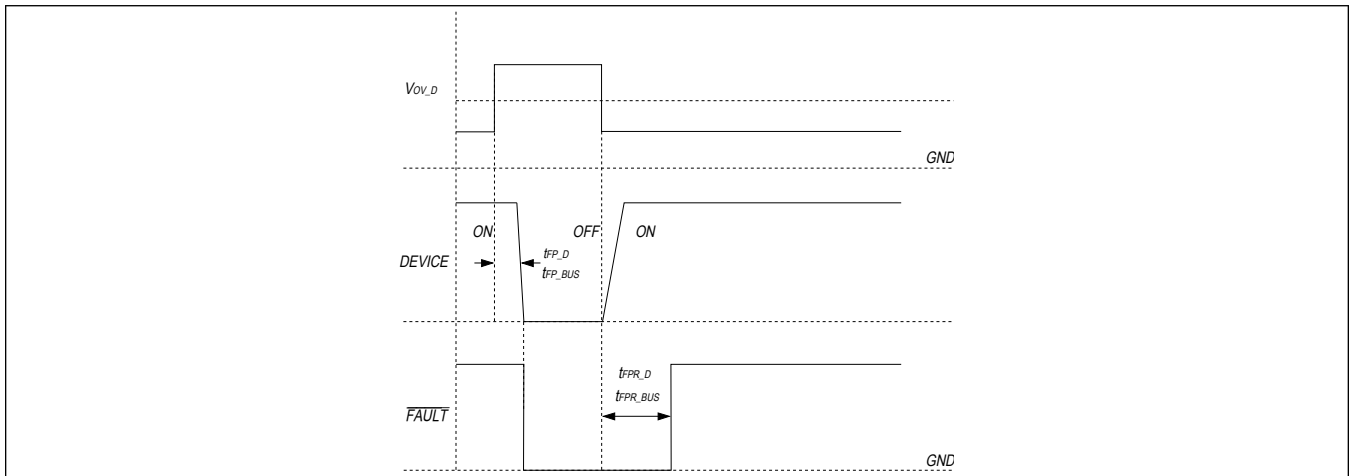 VOV_D
GND
ON OFF ON
DEVICE
tFP_D
tFP_BUS
tFPR_D
tFPR_BUS
FAULT
GND